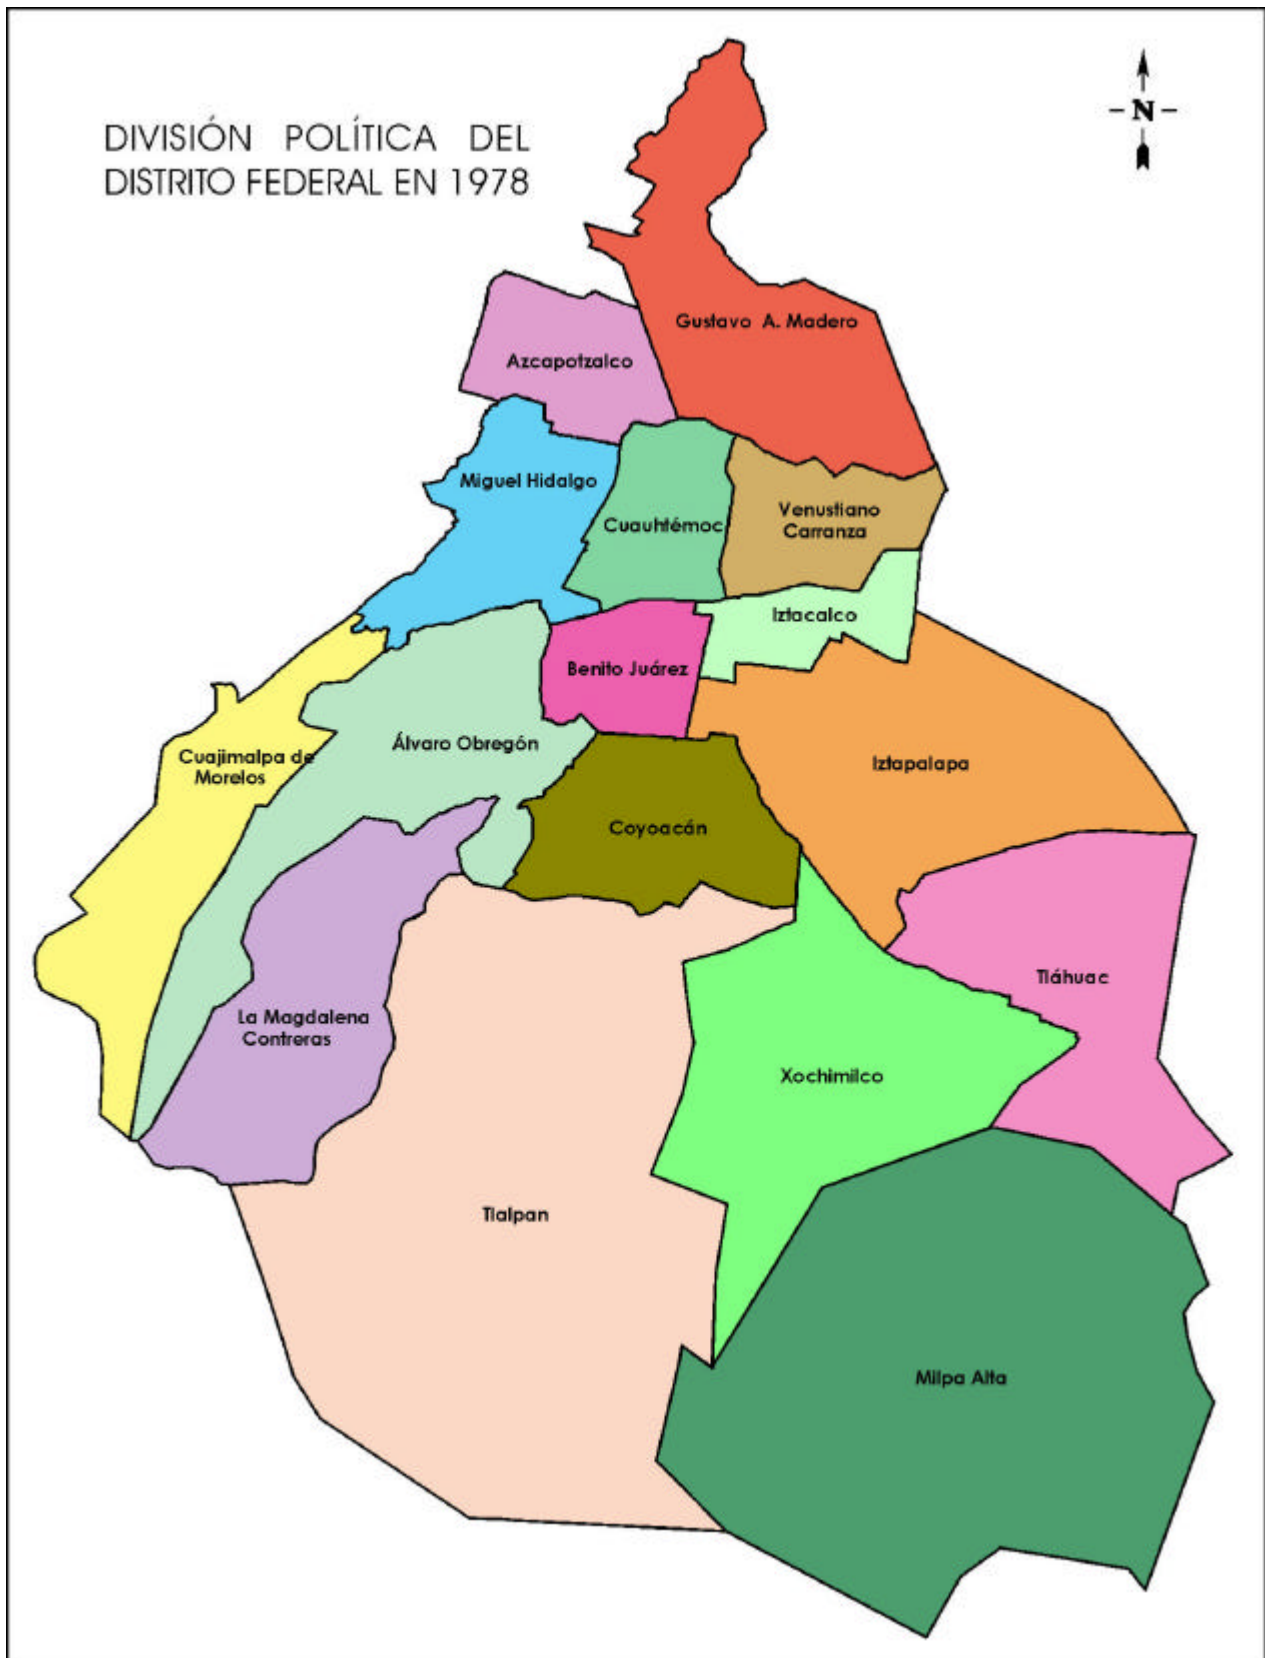 DIVISIÓN POLÍTICA DEL
DISTRITO FEDERAL EN 1978
N
Gustavo A. Madero
Azcapotzalco
Miguel Hidalgo
Cuauhtémoc
Venustiano
Carranza
Iztacalco
Benito Juárez
Álvaro Obregón
Cuajimalpa de
Morelos
Iztapalapa
Coyoacán
Tláhuac
La Magdalena
Contreras
Xochimilco
Tlalpan
Milpa Alta